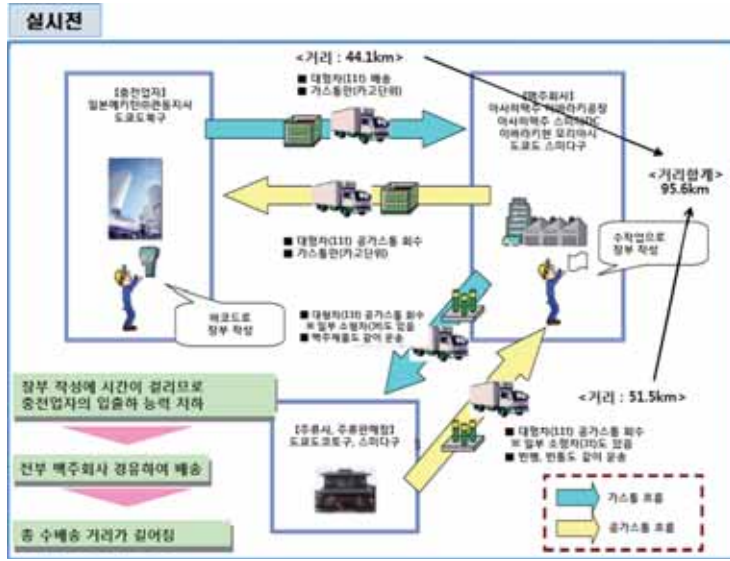 실시전
<거리 : 44.1km>
■ 대형차(11t) 배송
■ 가스통만(카고단위)
【충전업자】
도쿄도북구
【맥주회사】
아사히맥주 이바라키공장
아사히맥주 스미다DC
이바라키현 모리아시
도쿄도 스미다구
<거리합계>
95.6km
■ 대형차(11t) 공가스통 회수
■ 가스통만(카고단위)
수작업으로
장부 작성
바코드로
장부 작성
■ 대형차(11t) 공가스통 회수
※일부 소형차(3t)도 있음
■ 맥주제품도 같이 운송
장부 작성에 시간이 걸리므로
충전업자의 입출하 능력 저하
<거리 : 51.5km>
【주류사, 주류판매점】
도쿄도코토구, 스미다구
■ 대형차(11t) 공가스통 회수
※일부 소형차(3t)도 있음
■ 빈병, 빈통도 같이 운송
전부 맥주회사 경유하여 배송
가스통 흐름
공가스통 흐름
총 수배송 거리가 길어짐